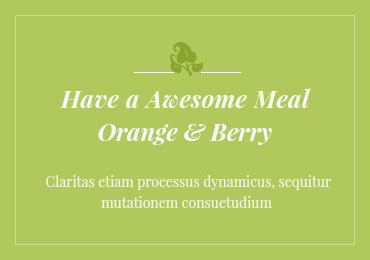 Have a Awesome Meal
Orange & Berry
Claritas etiam processus dynamicus, sequitur
mutationem consuetudium